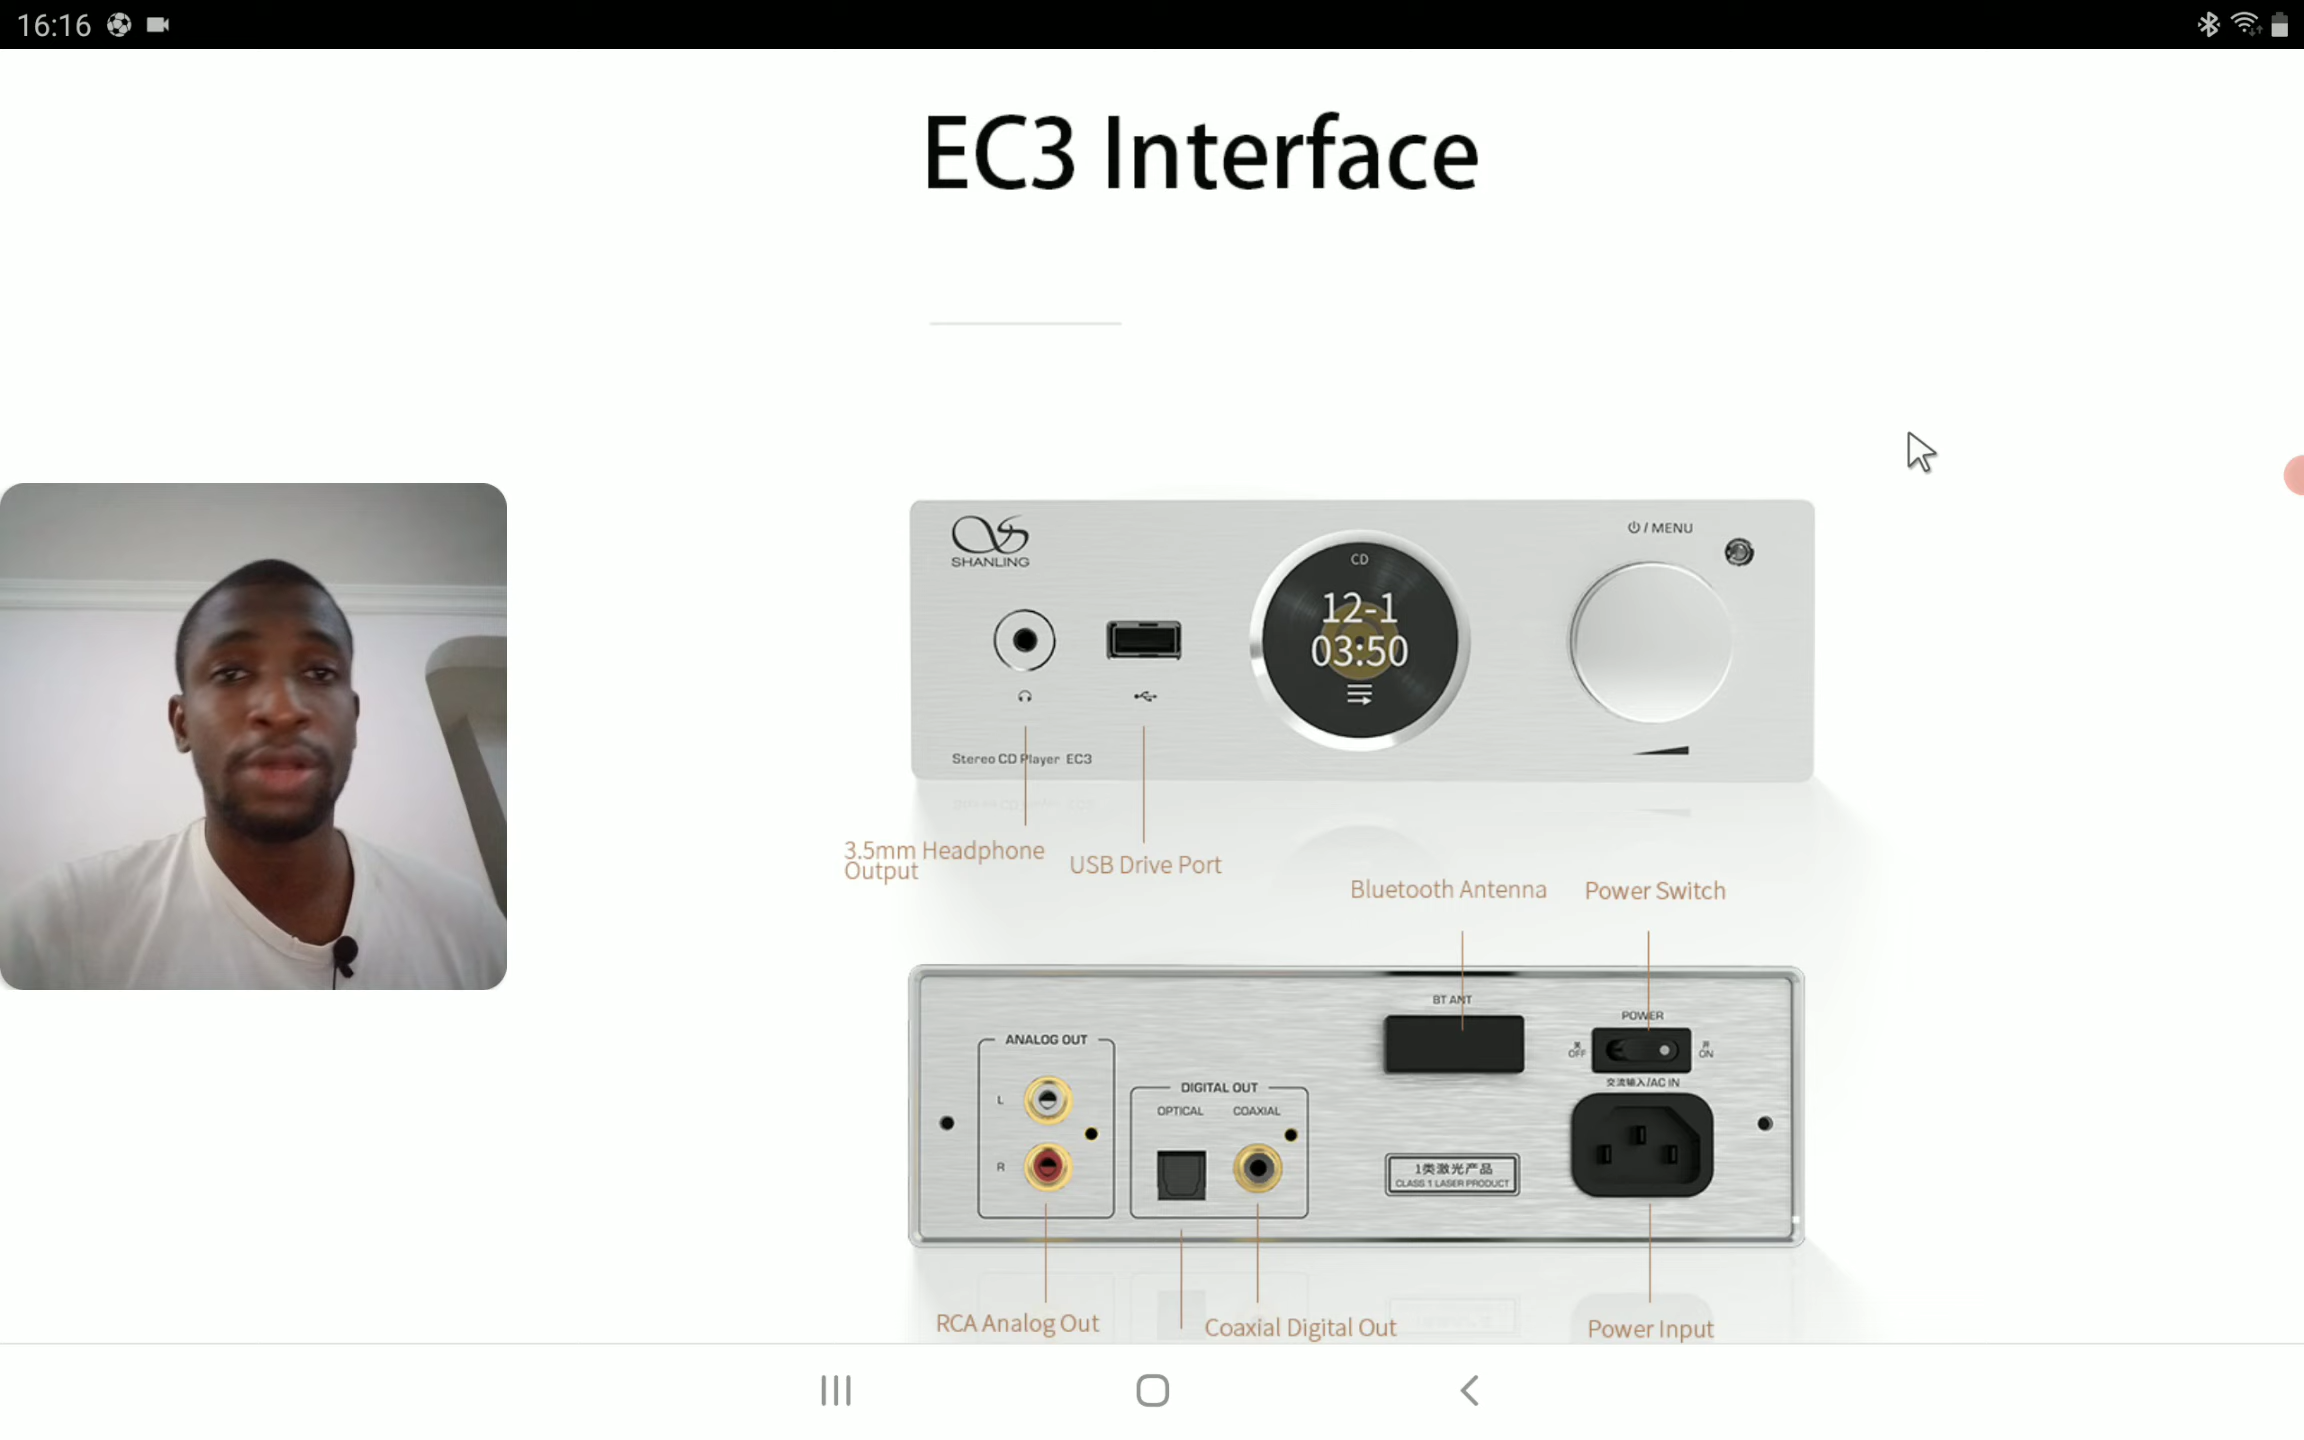 16:16
EC3 Interface
SHANLING
CD
12-1
03:50
/ MENU
Stereo CD Player EC3
3.5mm Headphone
Output
USB Drive Port
Bluetooth Antenna
Power Switch
BT ANT
POWER
关
OFF
开
ON
交流输入/AC IN
ANALOG OUT
L
R
DIGITAL OUT
OPTICAL
COAXIAL
1类激光产品
CLASS 1 LASER PRODUCT
RCA Analog Out
Coaxial Digital Out
Power Input